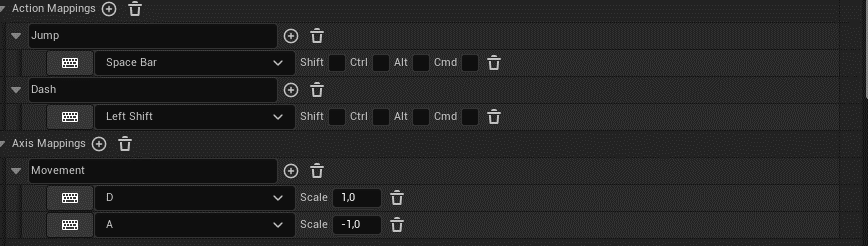 Action Mappings
Jump
Space Bar Shift Ctrl Alt Cmd
Dash
Left Shift Shift Ctrl Alt Cmd
Axis Mappings
Movement
D Scale 1,0
A Scale -1,0